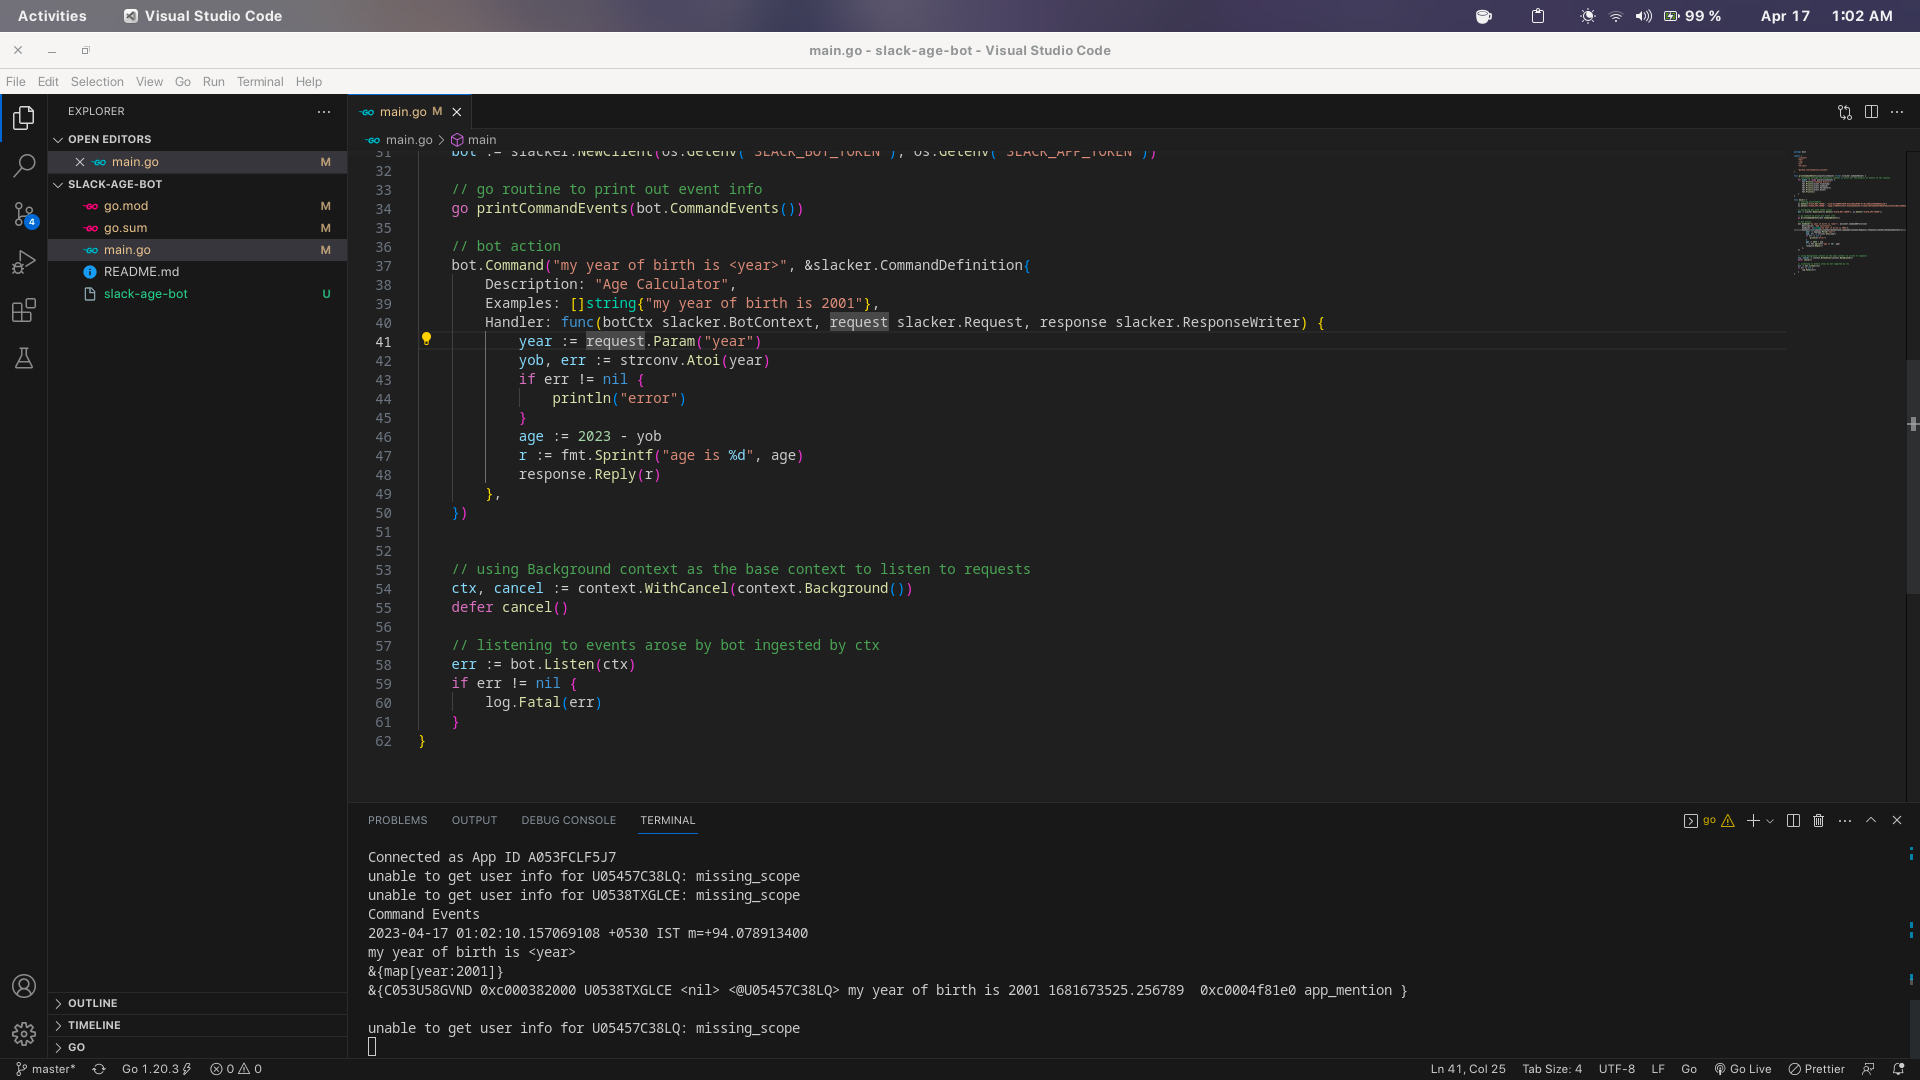 Activities Visual Studio Code 99 % Apr 17 1:02 AM
main.go - slack-age-bot - Visual Studio Code
File Edit Selection View Go Run Terminal Help
EXPLORER
OPEN EDITORS
main.go M
SLACK-AGE-BOT
go.mod M
go.sum M
main.go M
README.md
slack-age-bot U
4
OUTLINE
TIMELINE
GO
main.go M
main.go > main
31 bot := slacker.NewClient(os.Getenv("SLACK_BOT_TOKEN"), os.Getenv("SLACK_APP_TOKEN"))
32
33 // go routine to print out event info
34 go printCommandEvents(bot.CommandEvents())
35
36 // bot action
37 bot.Command("my year of birth is <year>", &slacker.CommandDefinition{
38 Description: "Age Calculator",
39 Examples: []string{"my year of birth is 2001"},
40 Handler: func(botCtx slacker.BotContext, request slacker.Request, response slacker.ResponseWriter) {
41 year := request.Param("year")
42 yob, err := strconv.Atoi(year)
43 if err != nil {
44 println("error")
45 }
46 age := 2023 - yob
47 r := fmt.Sprintf("age is %d", age)
48 response.Reply(r)
49 },
50 })
51
52
53 // using Background context as the base context to listen to requests
54 ctx, cancel := context.WithCancel(context.Background())
55 defer cancel()
56
57 // listening to events arose by bot ingested by ctx
58 err := bot.Listen(ctx)
59 if err != nil {
60 log.Fatal(err)
61 }
62 }
PROBLEMS OUTPUT DEBUG CONSOLE TERMINAL go
Connected as App ID A053FCLF5J7
unable to get user info for U05457C38LQ: missing_scope
unable to get user info for U0538TXGLCE: missing_scope
Command Events
2023-04-17 01:02:10.157069108 +0530 IST m=+94.078913400
my year of birth is <year>
&{map[year:2001]}
&{C053U58GVND 0xc000382000 U0538TXGLCE <nil> <@U05457C38LQ> my year of birth is 2001 1681673525.256789  0xc0004f81e0 app_mention }
unable to get user info for U05457C38LQ: missing_scope
master* Go 1.20.3 0 0 Ln 41, Col 25 Tab Size: 4 UTF-8 LF Go Go Live Prettier